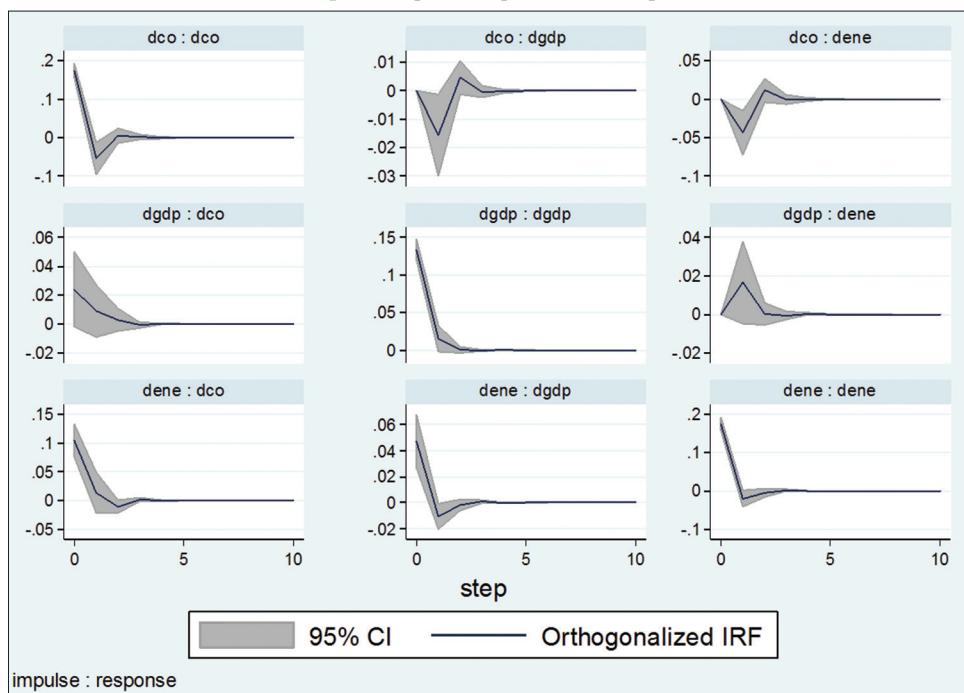 dco : dco
dco : dgdp
dco : dene
.2
.1
0
-.1
.01
0
-.01
-.02
-.03
.05
0
-.05
-.1
dgdp : dco
dgdp : dgdp
dgdp : dene
.06
.04
.02
0
-.02
.15
.1
.05
0
.04
.02
0
-.02
dene : dco
dene : dgdp
dene : dene
.15
.1
.05
0
-.05
.06
.04
.02
0
-.02
.2
.1
0
-.1
0 5 10
0 5 10
0 5 10
step
95% CI
Orthogonalized IRF
impulse : response